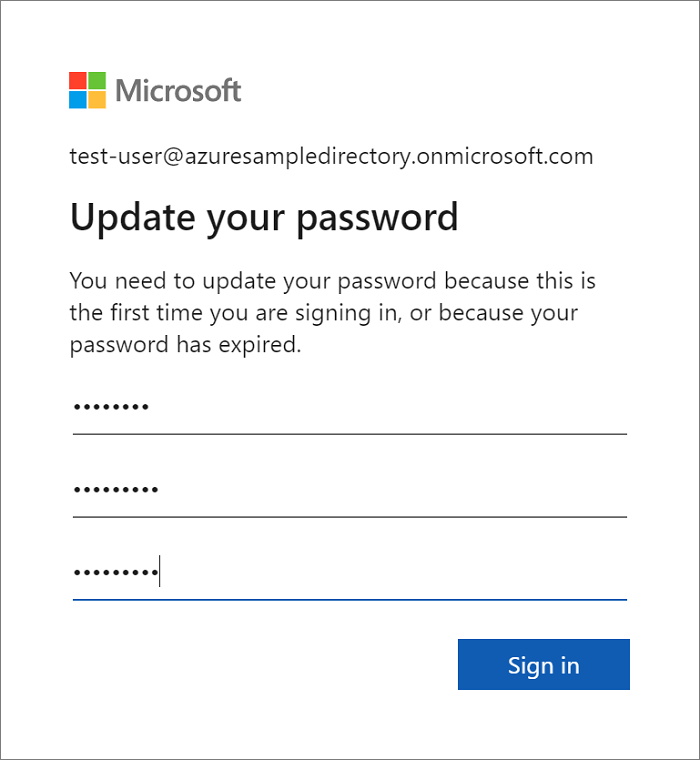 Microsoft
test-user@azuresampledirectory.onmicrosoft.com
Update your password
You need to update your password because this is
the first time you are signing in, or because your
password has expired.
••••••••
•••••••••
•••••••••
Sign in